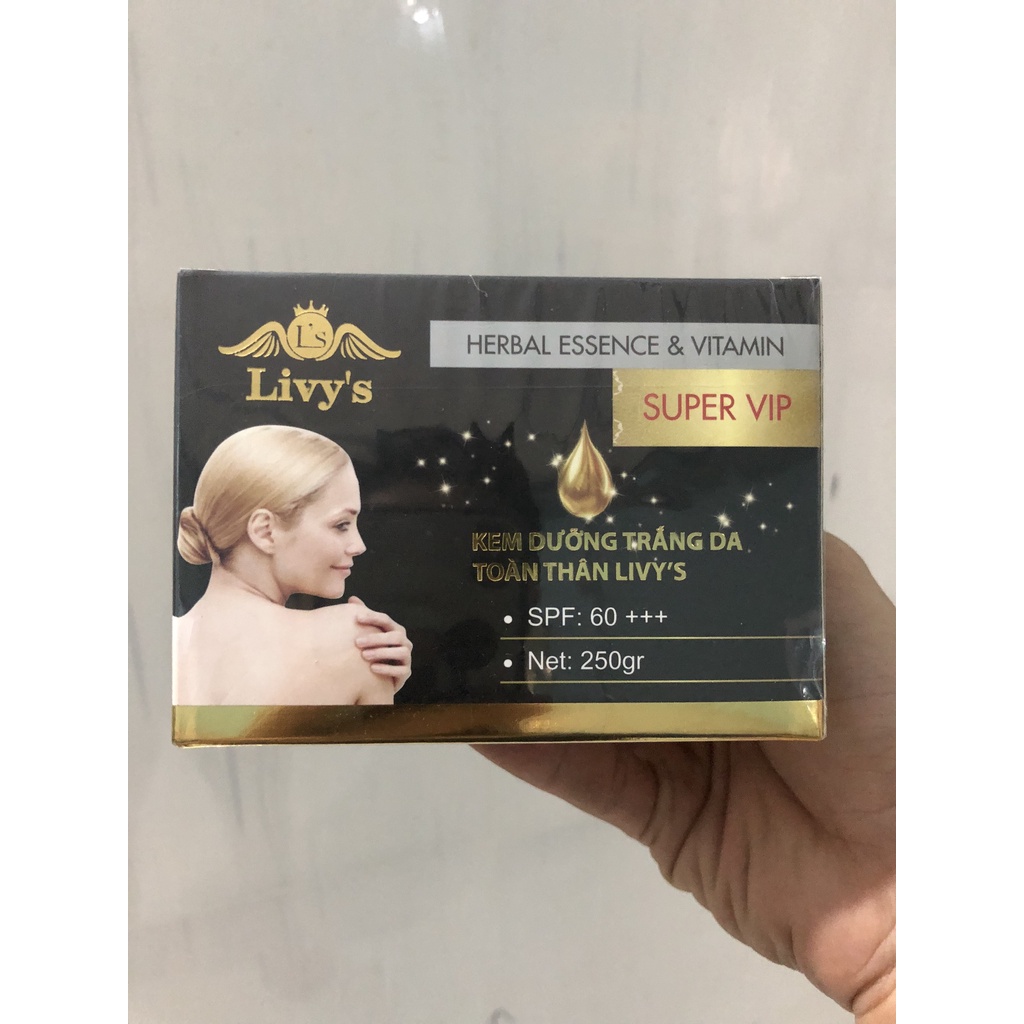 L's
Livy's
HERBAL ESSENCE & VITAMIN
SUPER VIP
KEM DƯỠNG TRẮNG DA
TOÀN THÂN LIVY'S
• SPF: 60 +++
• Net: 250gr